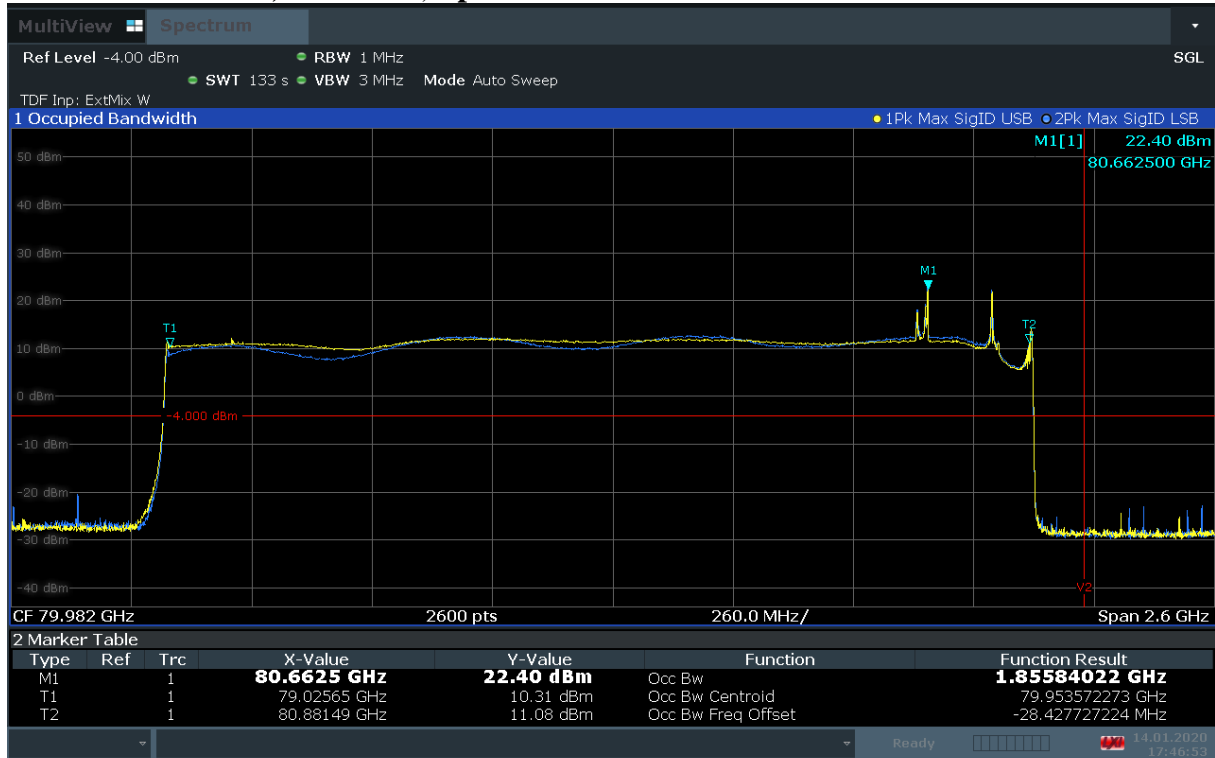 MultiView Spectrum
Ref Level -4.00 dBm RBW 1 MHz SGL
SWT 133 s VBW 3 MHz Mode Auto Sweep
TDF Inp: ExtMix W
1 Occupied Bandwidth 1Pk Max SigID USB 2Pk Max SigID LSB
M1[1] 22.40 dBm
80.662500 GHz
50 dBm
40 dBm
30 dBm
M1
20 dBm
T1 T2
10 dBm
0 dBm
-4.000 dBm
-10 dBm
-20 dBm
-30 dBm
-40 dBm
V2
CF 79.982 GHz 2600 pts 260.0 MHz/ Span 2.6 GHz
2 Marker Table
Type Ref Trc X-Value Y-Value Function Function Result
M1 1 80.6625 GHz 22.40 dBm Occ Bw 1.85584022 GHz
T1 1 79.02565 GHz 10.31 dBm Occ Bw Centroid 79.953572273 GHz
T2 1 80.88149 GHz 11.08 dBm Occ Bw Freq Offset -28.427727224 MHz
Ready 14.01.2020
17:46:53